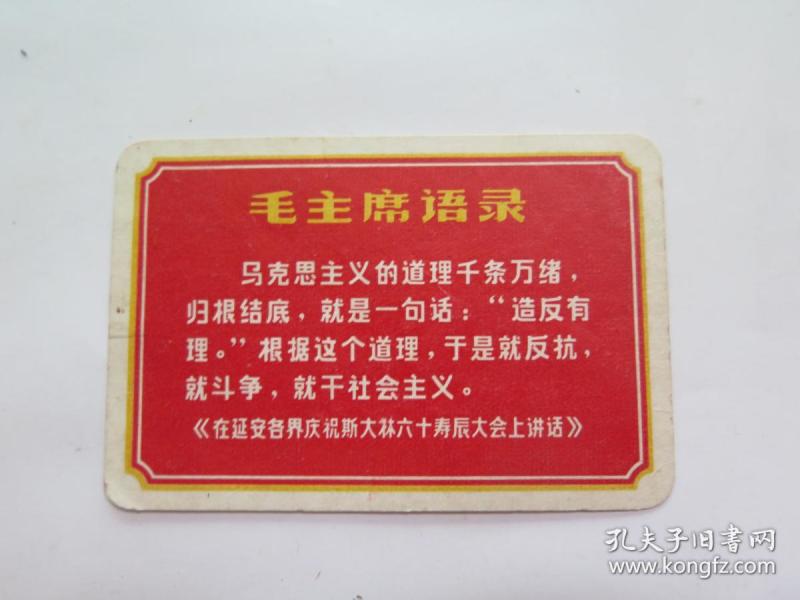 毛主席语录
马克思主义的道理千条万绪，
归根结底，就是一句话：“造反有
理。”根据这个道理，于是就反抗，
就斗争，就干社会主义。
《在延安各界庆祝斯大林六十寿辰大会上讲话》
孔夫子旧书网
www.kongfz.com